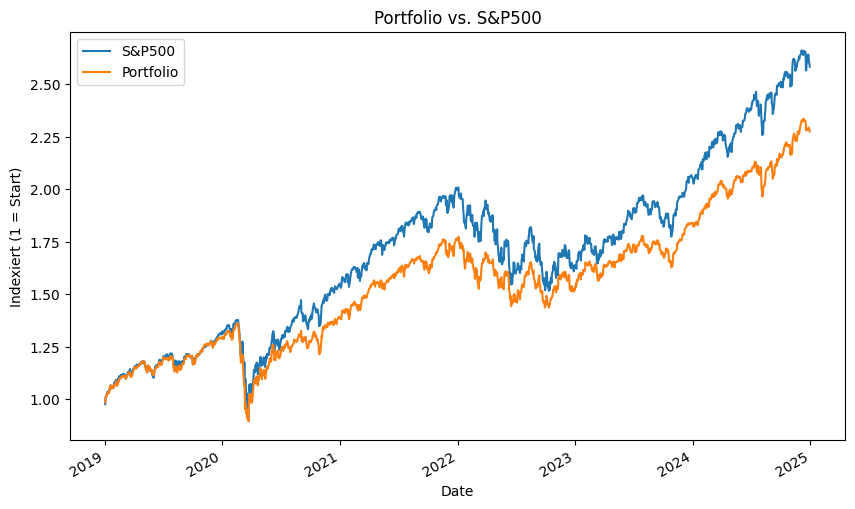 Portfolio vs. S&P500
S&P500
Portfolio
Indexiert (1 = Start)
2.50
2.25
2.00
1.75
1.50
1.25
1.00
2019
2020
2021
2022
2023
2024
2025
Date